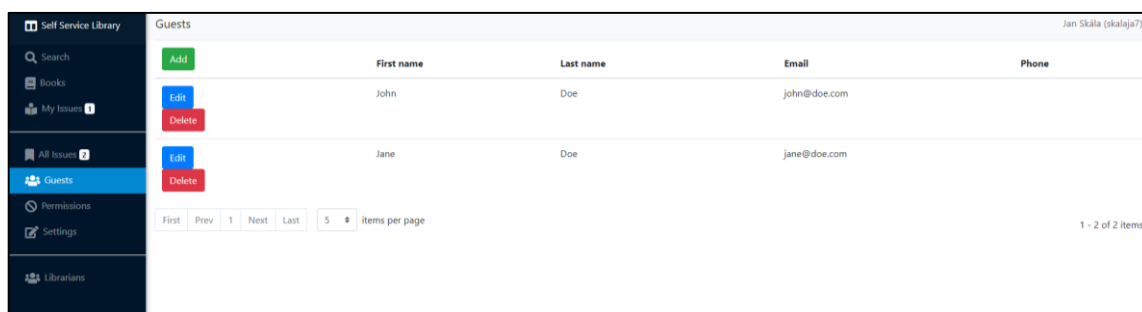 Self Service Library
Guests
Jan Skála (skalaja7)
Search
Books
My Issues 1
All Issues 2
Guests
Permissions
Settings
Librarians
Add First name Last name Email Phone
Edit John Doe john@doe.com
Delete
Edit Jane Doe jane@doe.com
Delete
First Prev 1 Next Last 5 items per page
1 - 2 of 2 items